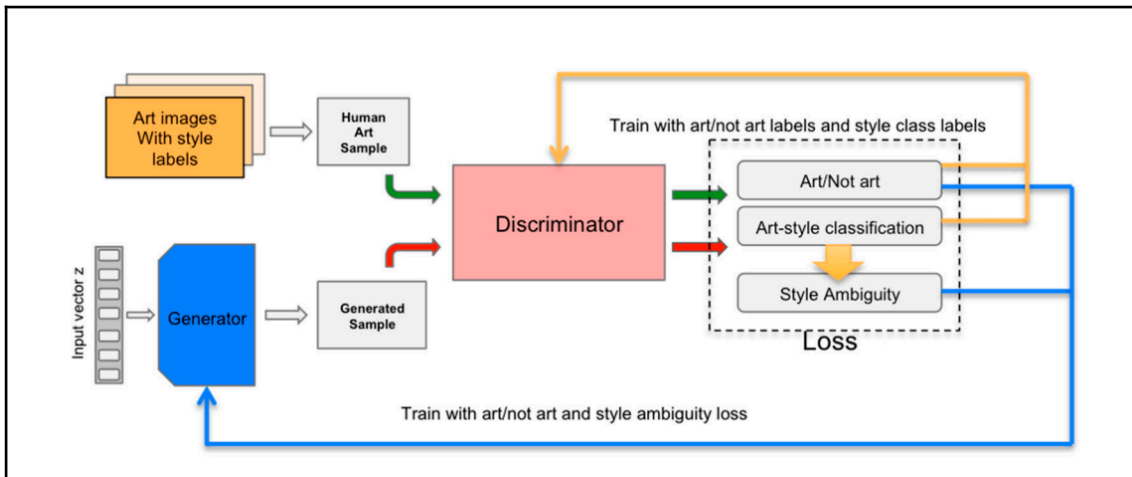 Art images
With style
labels
Human
Art
Sample
Train with art/not art labels and style class labels
Discriminator
Art/Not art
Art-style classification
Style Ambiguity
Loss
Input vector z
Generator
Generated
Sample
Train with art/not art and style ambiguity loss